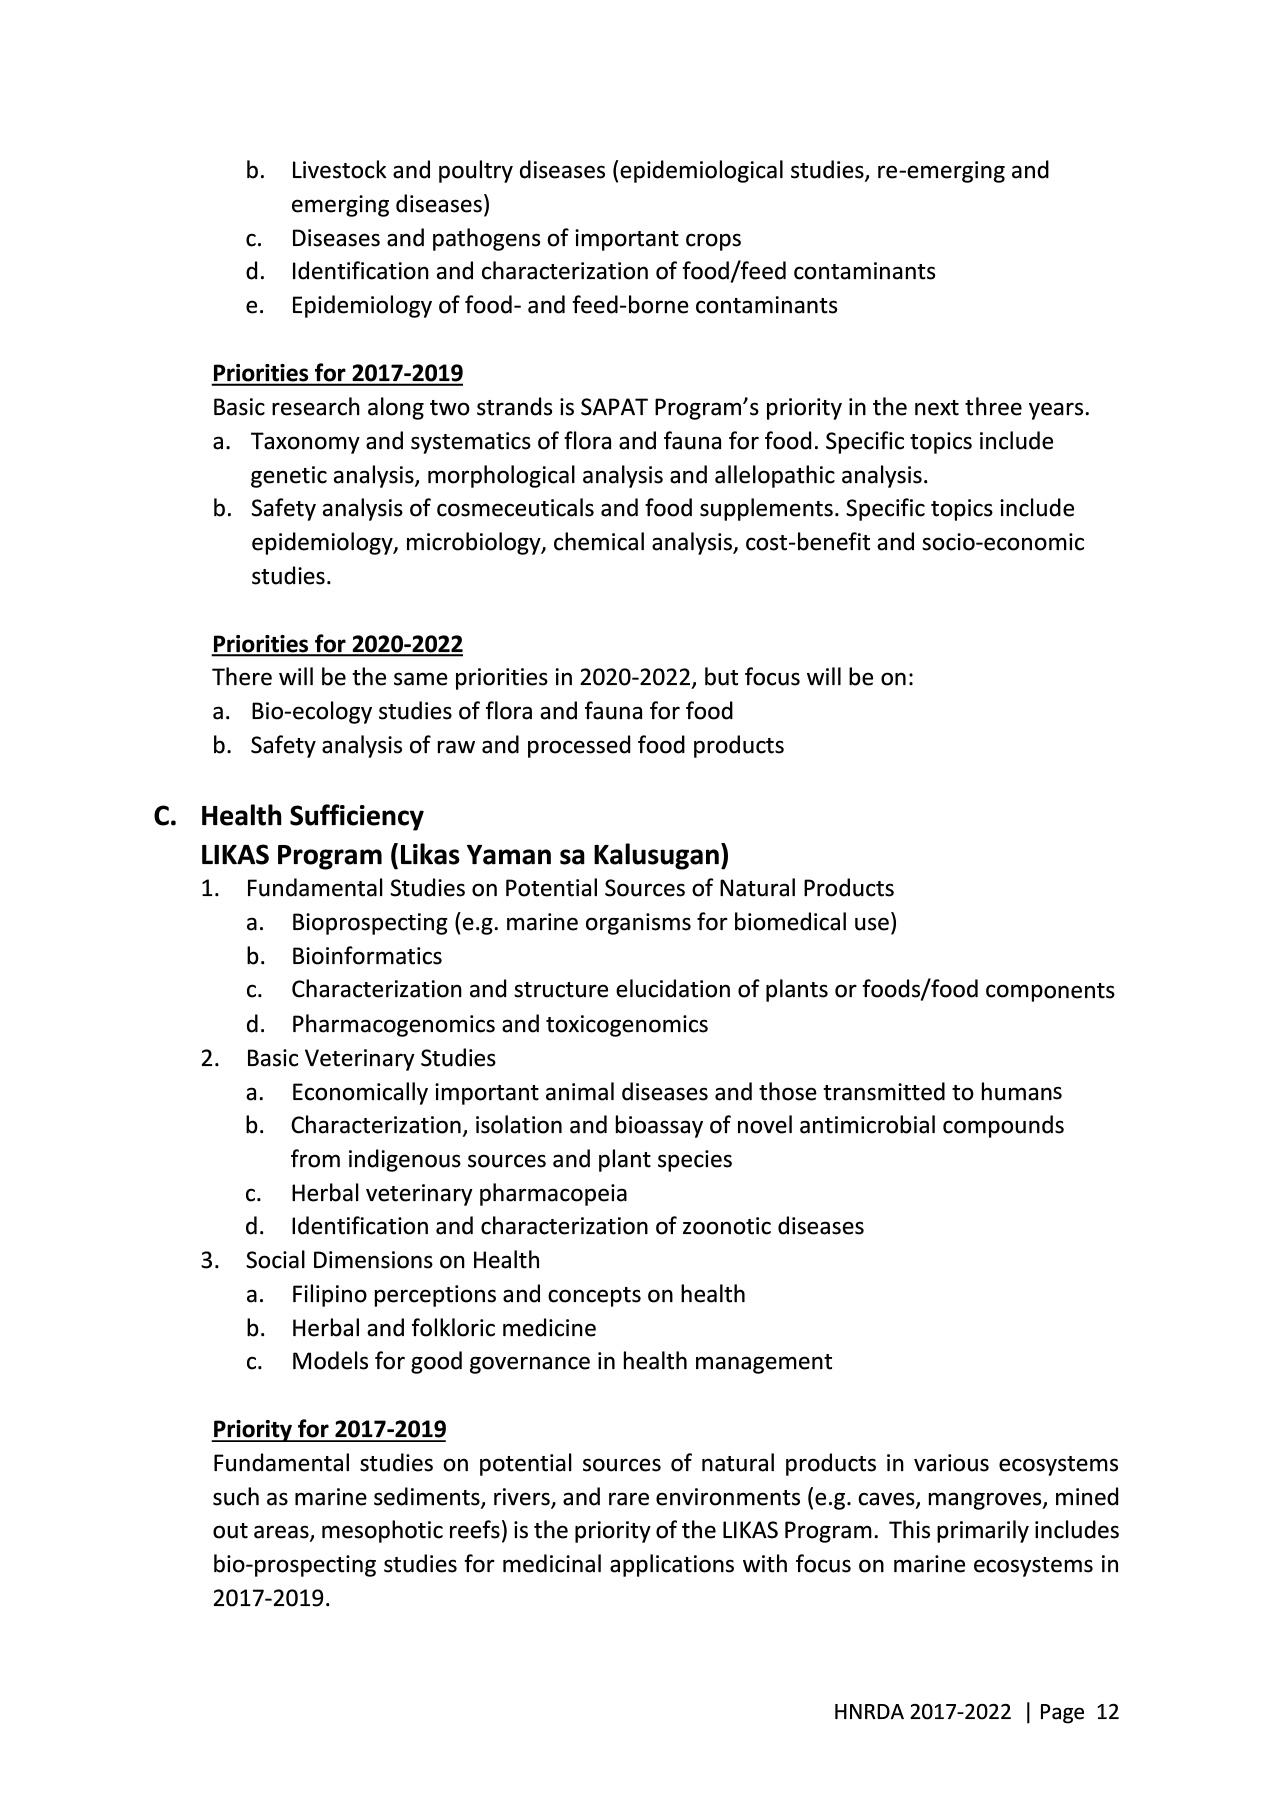 b. Livestock and poultry diseases (epidemiological studies, re-emerging and
emerging diseases)
c. Diseases and pathogens of important crops
d. Identification and characterization of food/feed contaminants
e. Epidemiology of food- and feed-borne contaminants
Priorities for 2017-2019
Basic research along two strands is SAPAT Program’s priority in the next three years.
a. Taxonomy and systematics of flora and fauna for food. Specific topics include
genetic analysis, morphological analysis and allelopathic analysis.
b. Safety analysis of cosmeceuticals and food supplements. Specific topics include
epidemiology, microbiology, chemical analysis, cost-benefit and socio-economic
studies.
Priorities for 2020-2022
There will be the same priorities in 2020-2022, but focus will be on:
a. Bio-ecology studies of flora and fauna for food
b. Safety analysis of raw and processed food products
C. Health Sufficiency
LIKAS Program (Likas Yaman sa Kalusugan)
1. Fundamental Studies on Potential Sources of Natural Products
a. Bioprospecting (e.g. marine organisms for biomedical use)
b. Bioinformatics
c. Characterization and structure elucidation of plants or foods/food components
d. Pharmacogenomics and toxicogenomics
2. Basic Veterinary Studies
a. Economically important animal diseases and those transmitted to humans
b. Characterization, isolation and bioassay of novel antimicrobial compounds
from indigenous sources and plant species
c. Herbal veterinary pharmacopeia
d. Identification and characterization of zoonotic diseases
3. Social Dimensions on Health
a. Filipino perceptions and concepts on health
b. Herbal and folkloric medicine
c. Models for good governance in health management
Priority for 2017-2019
Fundamental studies on potential sources of natural products in various ecosystems
such as marine sediments, rivers, and rare environments (e.g. caves, mangroves, mined
out areas, mesophotic reefs) is the priority of the LIKAS Program. This primarily includes
bio-prospecting studies for medicinal applications with focus on marine ecosystems in
2017-2019.
HNRDA 2017-2022 | Page 12